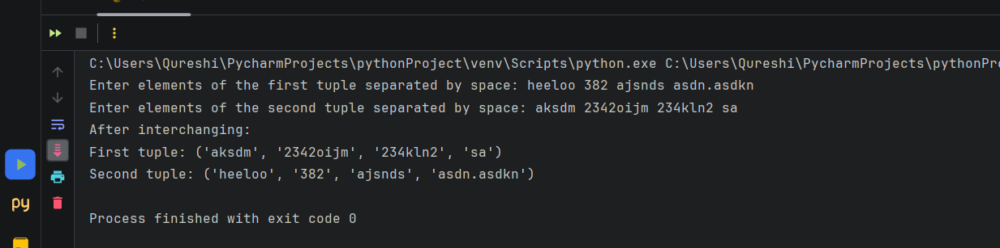 C:\Users\Qureshi\PycharmProjects\pythonProject\venv\Scripts\python.exe C:\Users\Qureshi\PycharmProjects\pythonPr
Enter elements of the first tuple separated by space: heeloo 382 ajsnds asdn.asdkn
Enter elements of the second tuple separated by space: aksdm 2342oijm 234kln2 sa
After interchanging:
First tuple: ('aksdm', '2342oijm', '234kln2', 'sa')
Second tuple: ('heeloo', '382', 'ajsnds', 'asdn.asdkn')
py
Process finished with exit code 0